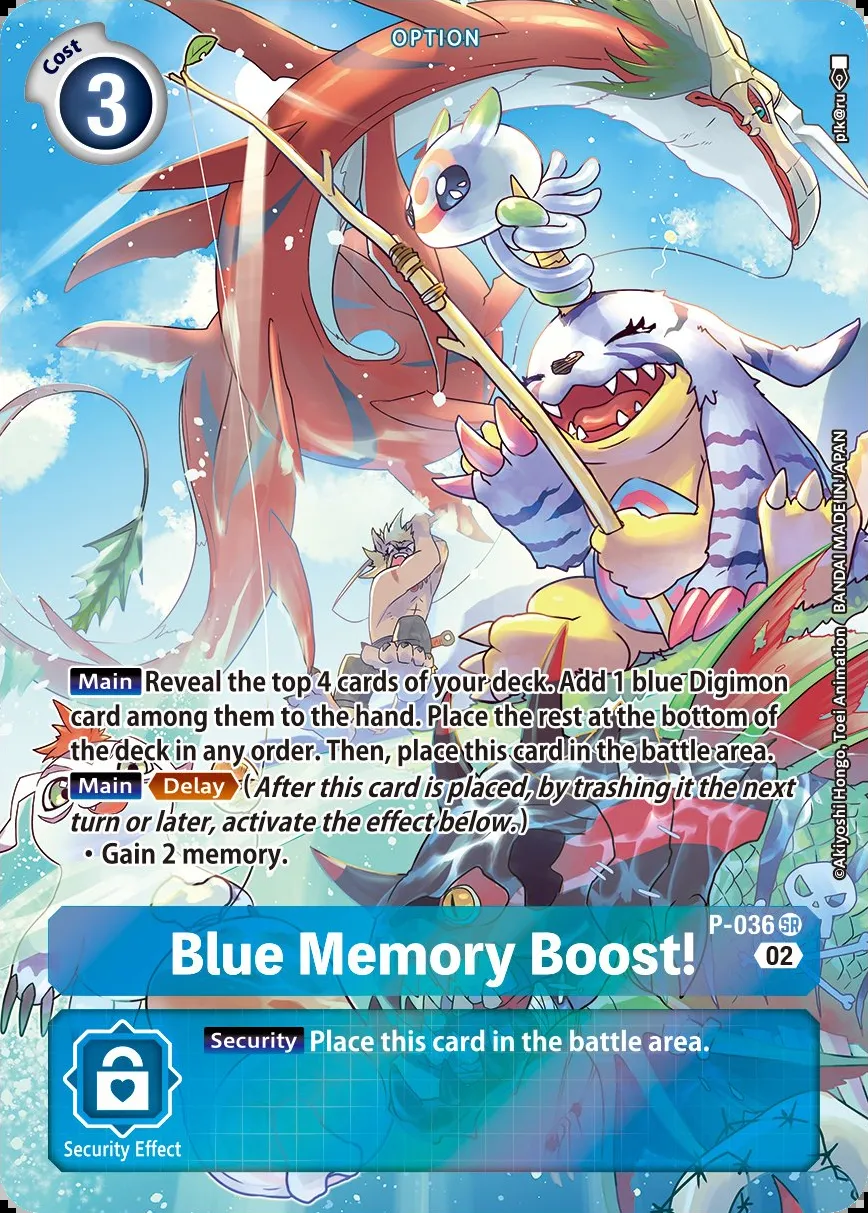 OPTION
Cost
3
p!k@ru
Main Reveal the top 4 cards of your deck. Add 1 blue Digimon
card among them to the hand. Place the rest at the bottom of
the deck in any order. Then, place this card in the battle area.
Main Delay (After this card is placed, by trashing it the next
turn or later, activate the effect below.)
・Gain 2 memory.
©Akiyoshi Hongo, Toei Animation BANDAI MADE IN JAPAN
P-036 SR
02
Blue Memory Boost!
Security Place this card in the battle area.
Security Effect